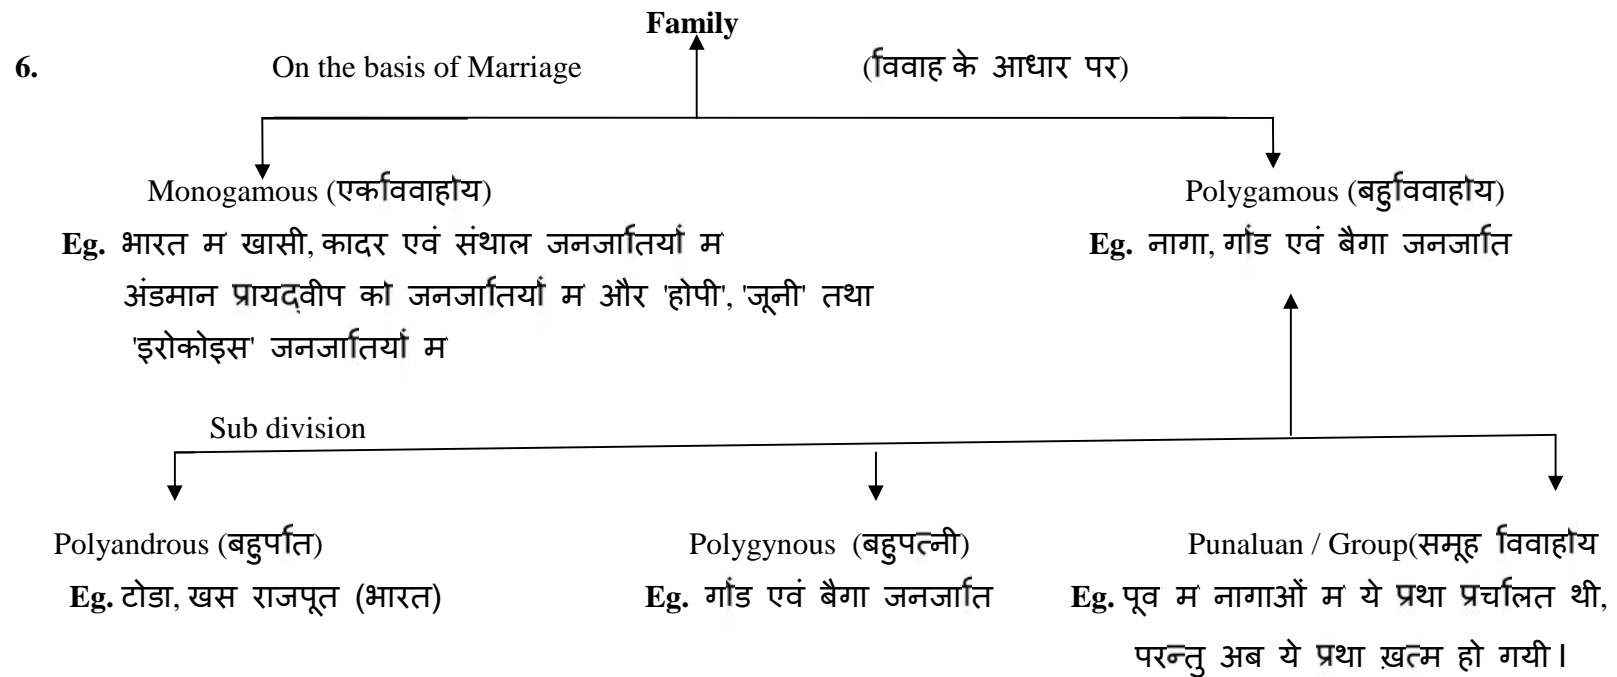 Family
6. On the basis of Marriage (विवाह के आधार पर)
Monogamous (एकविवाहीय) Polygamous (बहुविवाहीय)
Eg. भारत में खासी, कादर एवं संथाल जनजातियों में Eg. नागा, गोंड एवं बैगा जनजाति
अंडमान प्रायद्वीप की जनजातियों में और 'होपी', 'जूनी' तथा
'इरोकोइस' जनजातियों में
Sub division
Polyandrous (बहुपति) Polygynous (बहुपत्नी) Punaluan / Group(समूह विवाहीय
Eg. टोडा, खस राजपूत (भारत) Eg. गोंड एवं बैगा जनजाति Eg. पूर्व में नागाओं में ये प्रथा प्रचलित थी,
परन्तु अब ये प्रथा ख़त्म हो गयी।